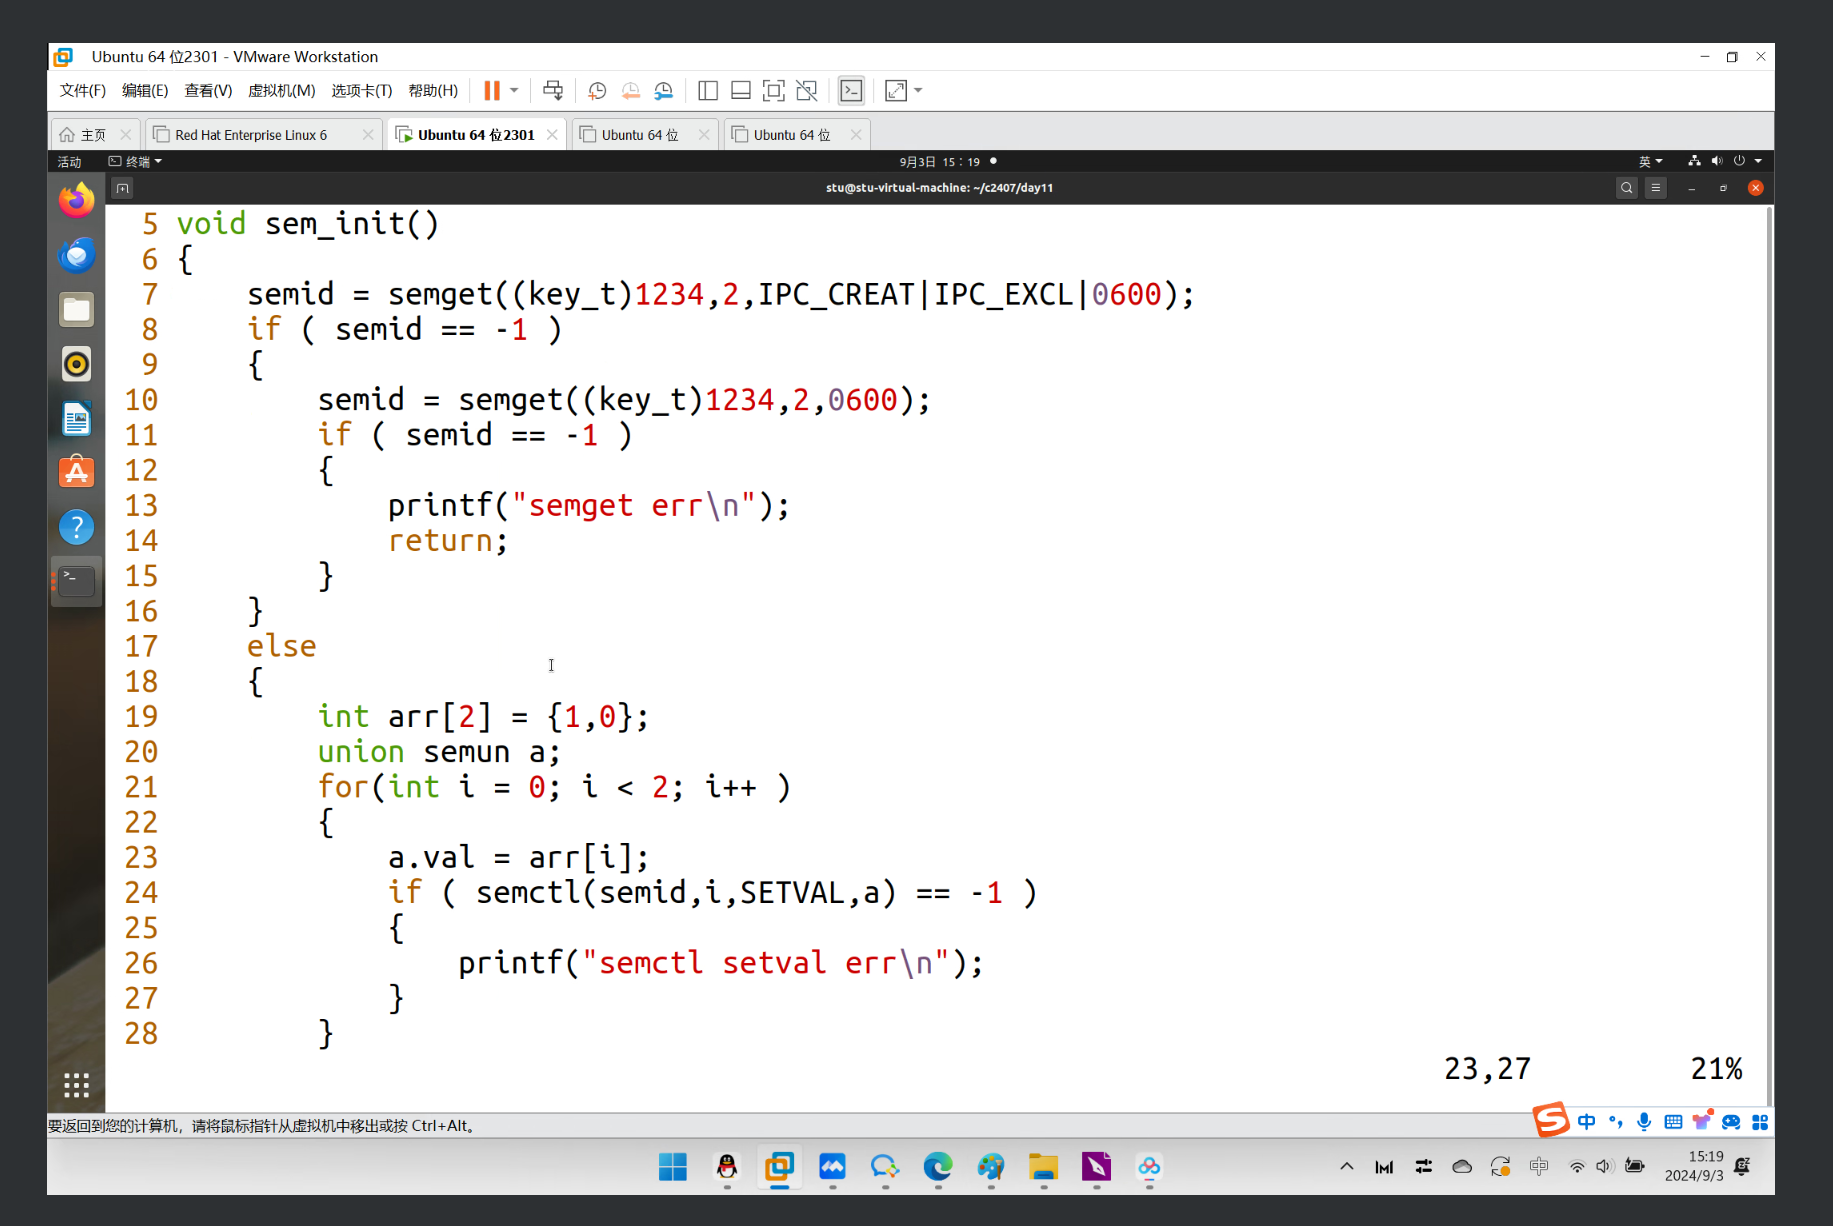 Ubuntu 64 位2301 - VMware Workstation
文件(F) 编辑(E) 查看(V) 虚拟机(M) 选项卡(T) 帮助(H)
主页 Red Hat Enterprise Linux 6 Ubuntu 64 位2301 Ubuntu 64 位 Ubuntu 64 位
活动 终端 9月3日 15:19 英
stu@stu-virtual-machine: ~/c2407/day11
5 void sem_init()
6 {
7     semid = semget((key_t)1234,2,IPC_CREAT|IPC_EXCL|0600);
8     if ( semid == -1 )
9     {
10         semid = semget((key_t)1234,2,0600);
11         if ( semid == -1 )
12         {
13             printf("semget err\n");
14             return;
15         }
16     }
17     else
18     {
19         int arr[2] = {1,0};
20         union semun a;
21         for(int i = 0; i < 2; i++ )
22         {
23             a.val = arr[i];
24             if ( semctl(semid,i,SETVAL,a) == -1 )
25             {
26                 printf("semctl setval err\n");
27             }
28         }
23,27 21%
要返回到您的计算机，请将鼠标指针从虚拟机中移出或按 Ctrl+Alt。
中
中 15:19
2024/9/3